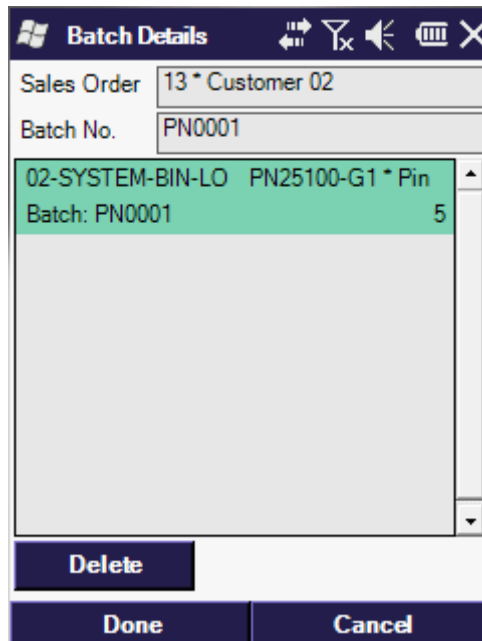 Batch Details
Sales Order 13 * Customer 02
Batch No. PN0001
02-SYSTEM-BIN-LO PN25100-G1 * Pin
Batch: PN0001 5
Delete
Done Cancel